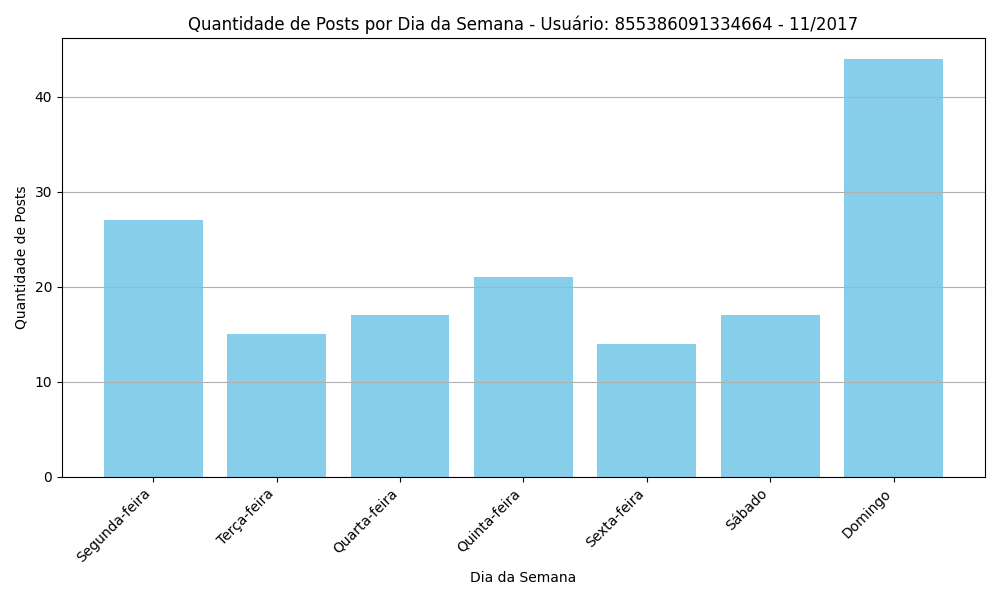 Quantidade de Posts por Dia da Semana - Usuário: 855386091334664 - 11/2017
Quantidade de Posts
40
30
20
10
0
Segunda-feira
Terça-feira
Quarta-feira
Quinta-feira
Sexta-feira
Sábado
Domingo
Dia da Semana